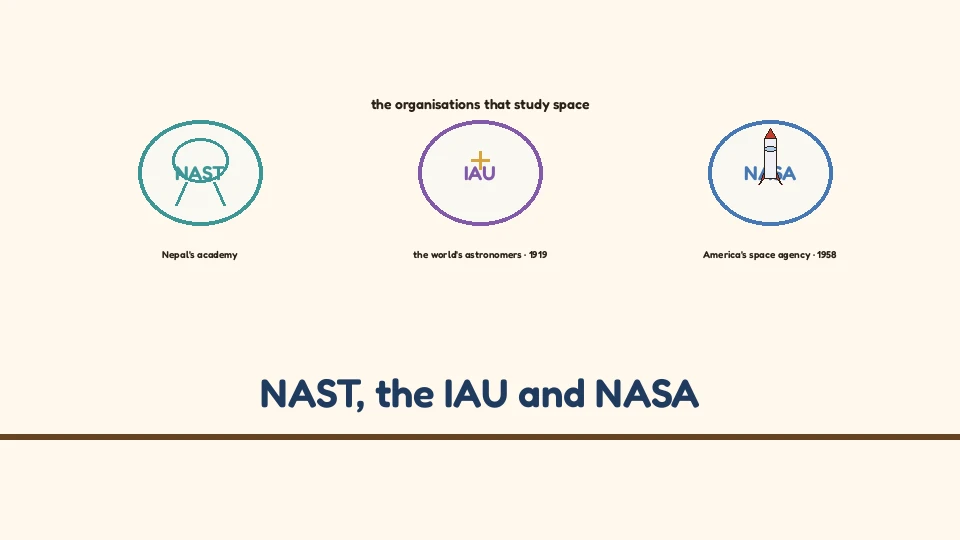 the organisations that study space
NAST
IAU
NASA
Nepal's academy
the world's astronomers · 1919
America's space agency · 1958
NAST, the IAU and NASA